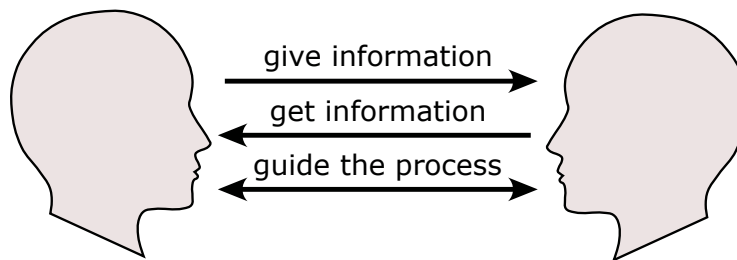 give information
get information
guide the process